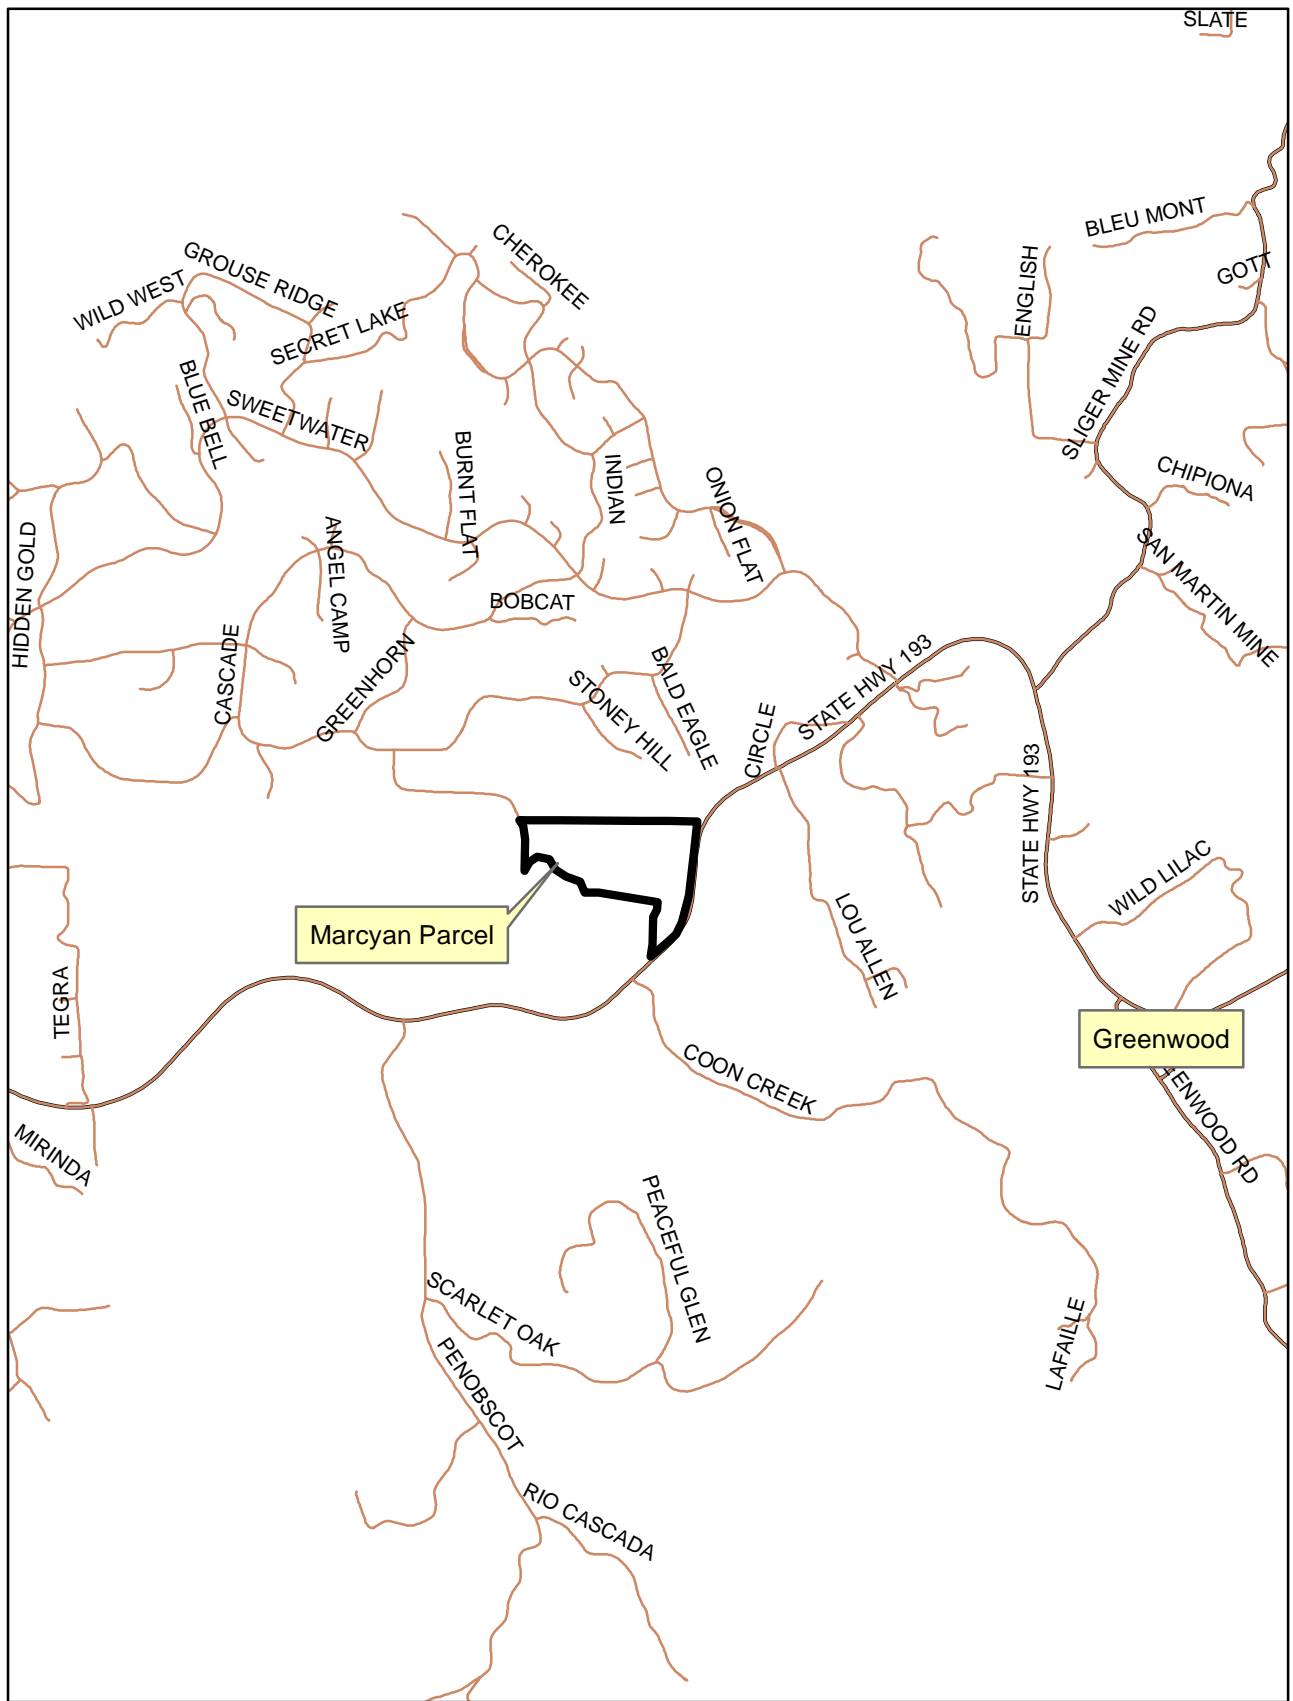 SLATE
BLEU MONT
CHEROKEE
GROUSE RIDGE
GOTT
WILD WEST
ENGLISH
SECRET LAKE
SLIGER MINE RD
BLUE BELL
SWEETWATER
BURNT FLAT
INDIAN
ONION FLAT
CHIPIONA
HIDDEN GOLD
ANGEL CAMP
SAN MARTIN MINE
BOBCAT
CASCADE
GREENHORN
STATE HWY 193
BALD EAGLE
STONEY HILL
CIRCLE
STATE HWY 193
WILD LILAC
Marcyan Parcel
LOU ALLEN
TEGRA
Greenwood
COON CREEK
ENWOOD RD
MIRINDA
PEACEFUL GLEN
SCARLET OAK
LAFAILLE
PENOBSCOT
RIO CASCADA